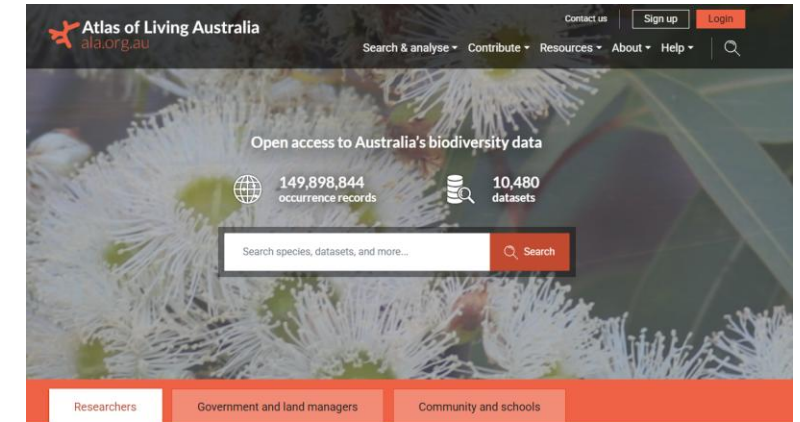 Contact us
Sign up
Login
Atlas of Living Australia
ala.org.au
Search & analyse
Contribute
Resources
About
Help
Open access to Australia's biodiversity data
149,898,844
occurrence records
10,480
datasets
Search species, datasets, and more...
Search
Researchers
Government and land managers
Community and schools